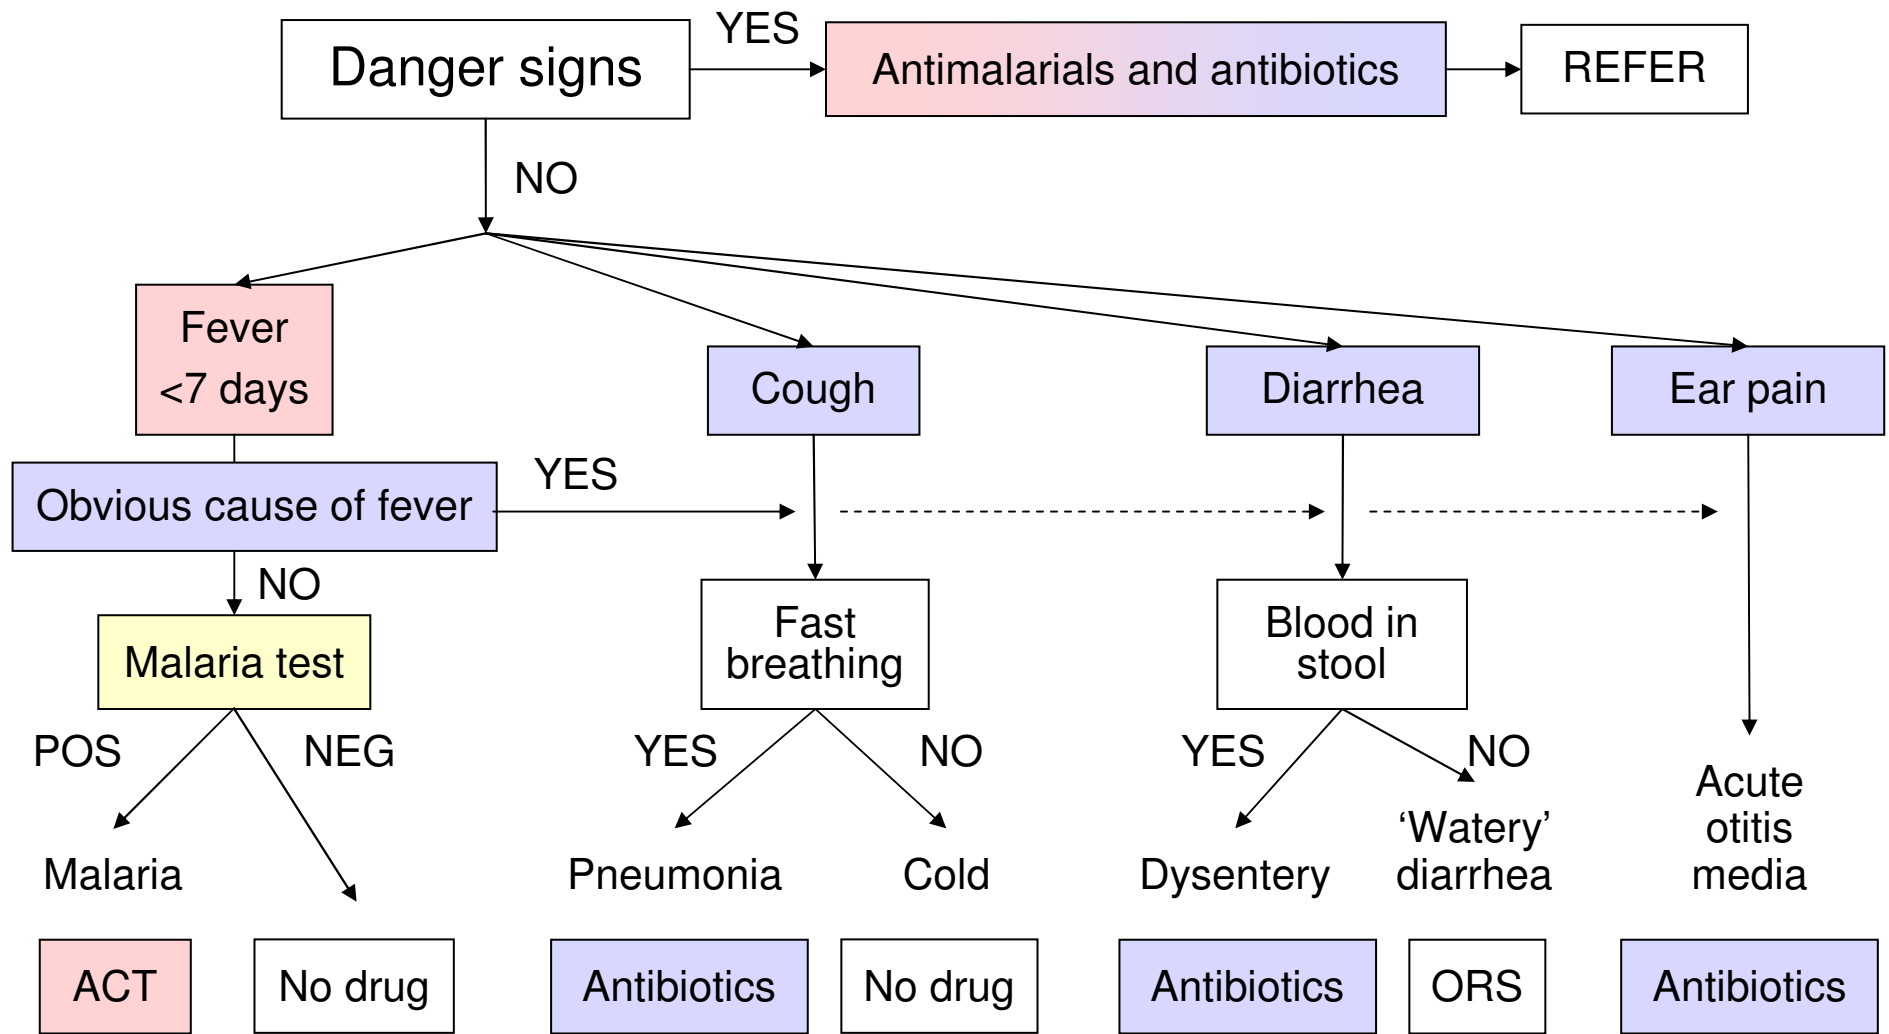 Danger signs
YES
Antimalarials and antibiotics
REFER
NO
Fever
<7 days
Cough
Diarrhea
Ear pain
Obvious cause of fever
YES
NO
Malaria test
Fast
breathing
Blood in
stool
POS
NEG
YES
NO
YES
NO
Malaria
Pneumonia
Cold
Dysentery
‘Watery’
diarrhea
Acute
otitis
media
ACT
No drug
Antibiotics
No drug
Antibiotics
ORS
Antibiotics